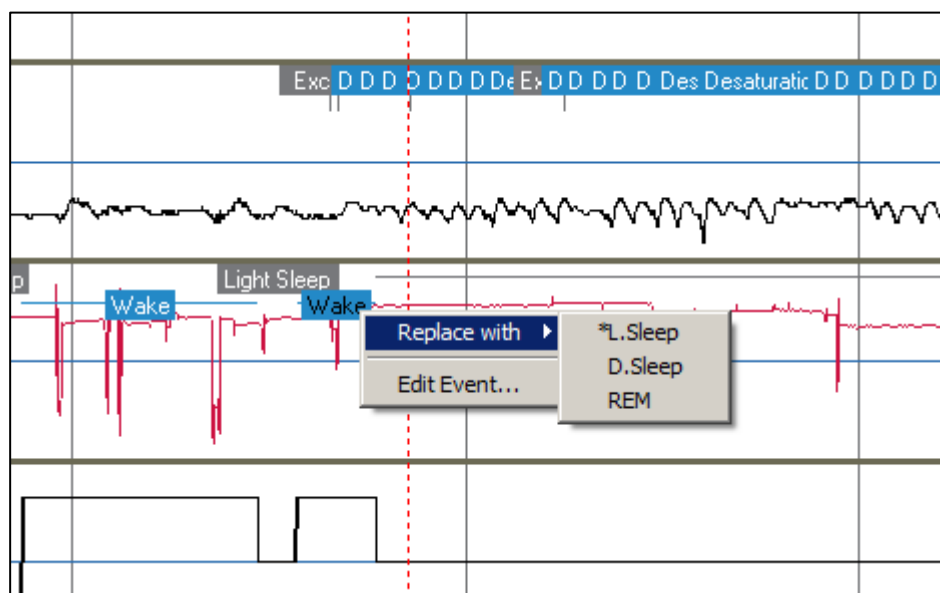 Exc D D D D D D D De Ex D D D D D Des Desaturatic D D D D D D
p Light Sleep
Wake Wake
Replace with *L.Sleep
D.Sleep
Edit Event...
REM